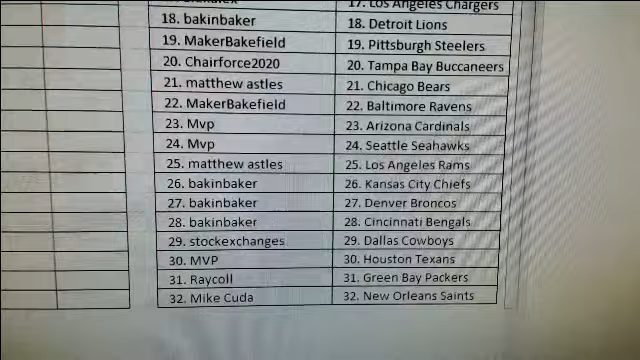 17. Los Angeles Chargers
18. bakinbaker 18. Detroit Lions
19. MakerBakefield 19. Pittsburgh Steelers
20. Chairforce2020 20. Tampa Bay Buccaneers
21. matthew astles 21. Chicago Bears
22. MakerBakefield 22. Baltimore Ravens
23. Mvp 23. Arizona Cardinals
24. Mvp 24. Seattle Seahawks
25. matthew astles 25. Los Angeles Rams
26. bakinbaker 26. Kansas City Chiefs
27. bakinbaker 27. Denver Broncos
28. bakinbaker 28. Cincinnati Bengals
29. stockexchanges 29. Dallas Cowboys
30. MVP 30. Houston Texans
31. Raycoll 31. Green Bay Packers
32. Mike Cuda 32. New Orleans Saints